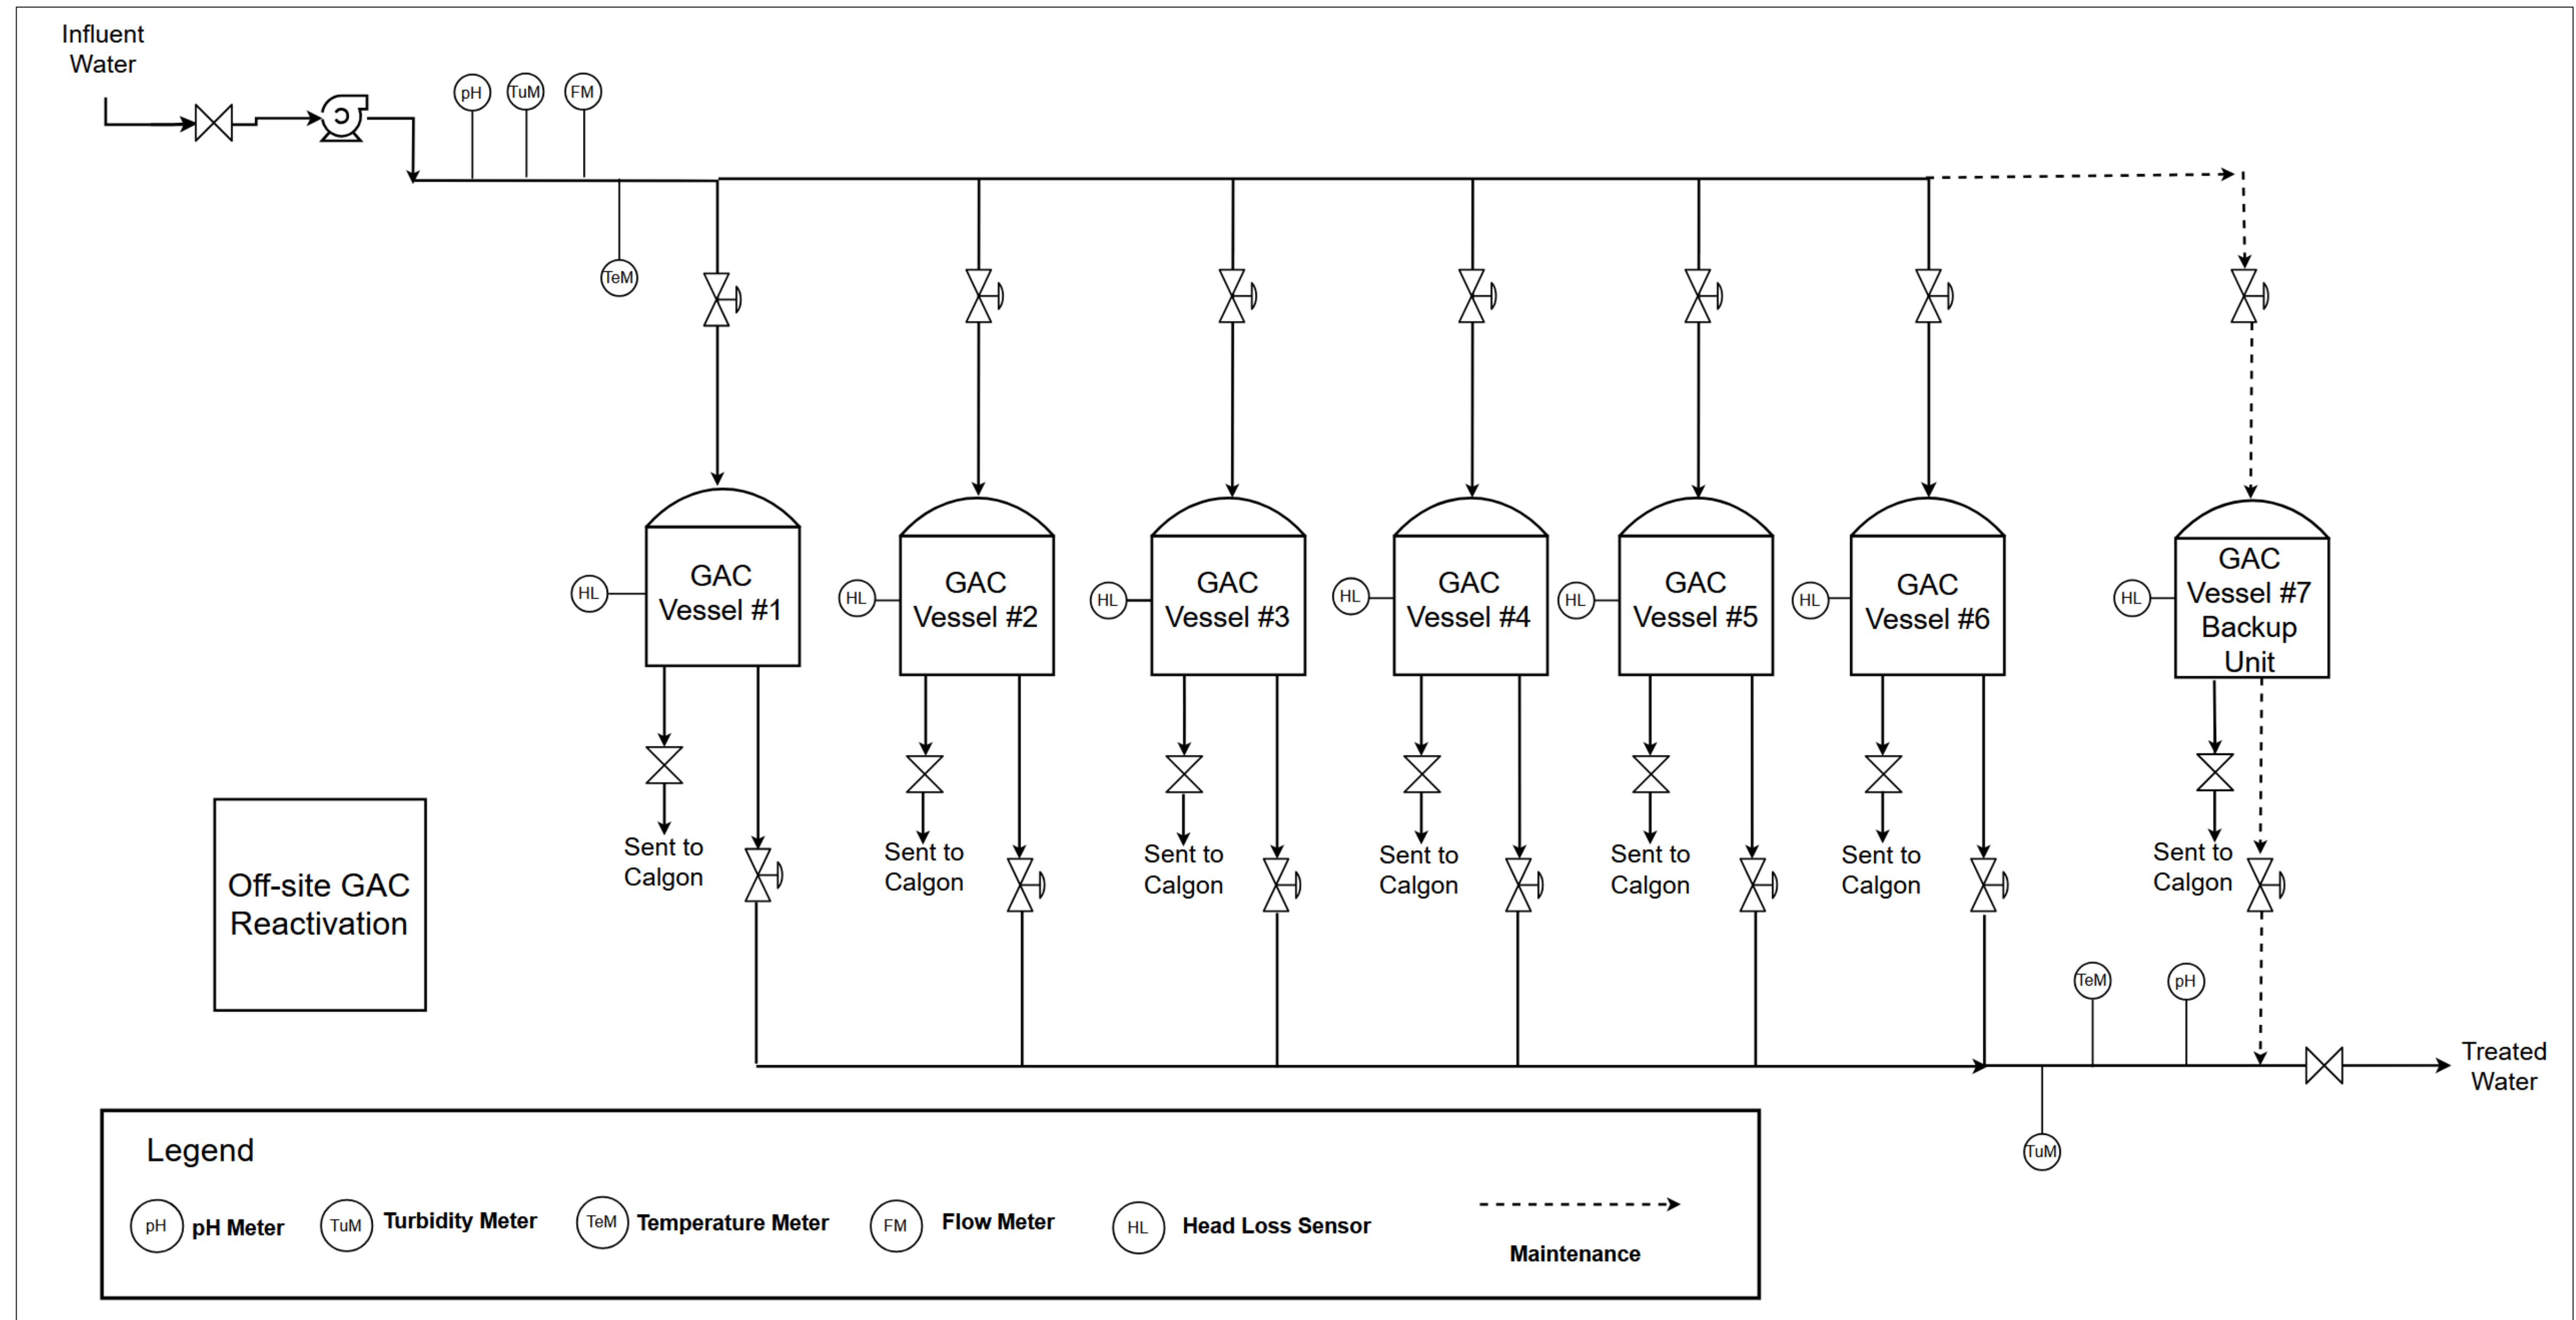 Influent
Water
pH
TuM
FM
TeM
GAC
Vessel #1
HL
GAC
Vessel #2
HL
GAC
Vessel #3
HL
GAC
Vessel #4
HL
GAC
Vessel #5
HL
GAC
Vessel #6
HL
GAC
Vessel #7
Backup
Unit
HL
Sent to
Calgon
Sent to
Calgon
Sent to
Calgon
Sent to
Calgon
Sent to
Calgon
Sent to
Calgon
Sent to
Calgon
Off-site GAC
Reactivation
TeM
pH
TuM
Treated
Water
Legend
pH pH Meter
TuM Turbidity Meter
TeM Temperature Meter
FM Flow Meter
HL Head Loss Sensor
Maintenance